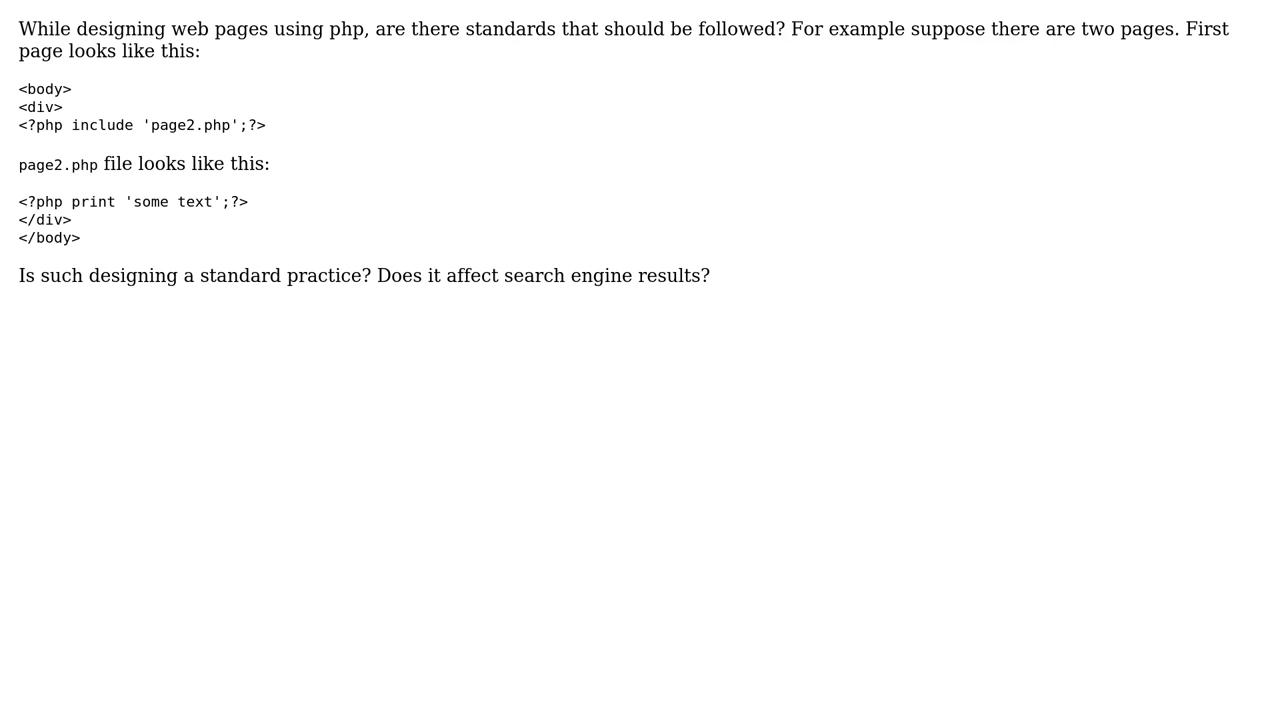 While designing web pages using php, are there standards that should be followed? For example suppose there are two pages. First
page looks like this:
<body>
<div>
<?php include 'page2.php';?>
page2.php file looks like this:
<?php print 'some text';?>
</div>
</body>
Is such designing a standard practice? Does it affect search engine results?